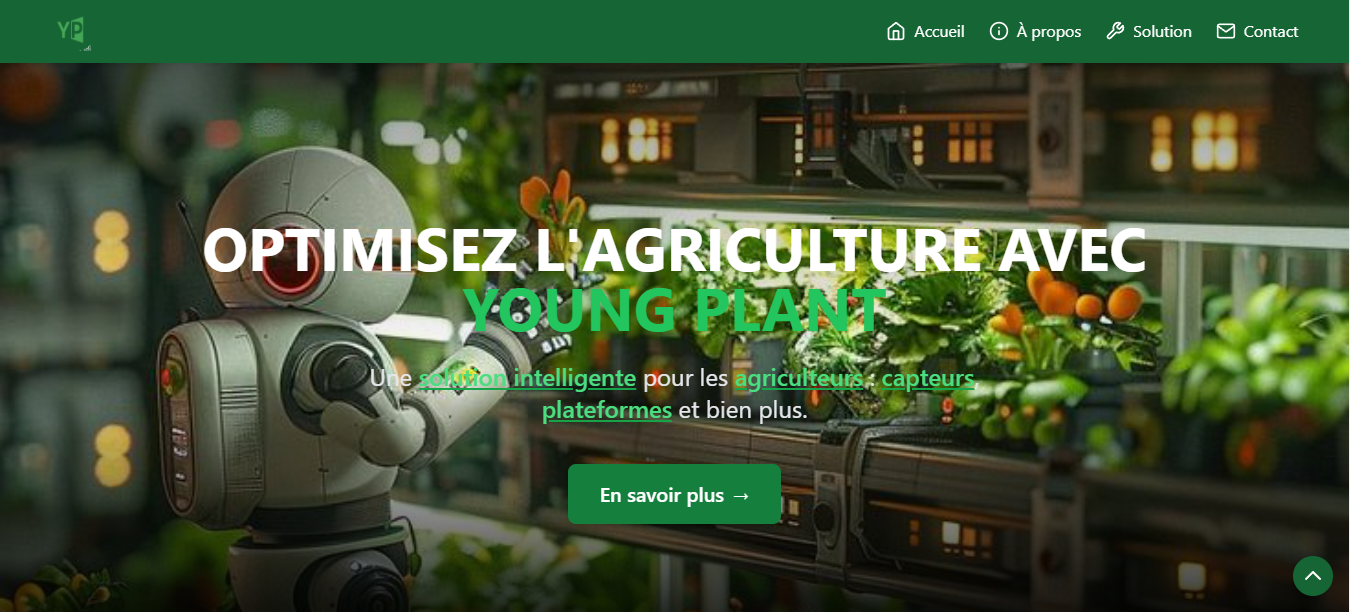 YP
Accueil
À propos
Solution
Contact
OPTIMISEZ L'AGRICULTURE AVEC
YOUNG PLANT
Une solution intelligente pour les agriculteurs : capteurs,
plateformes et bien plus.
En savoir plus →